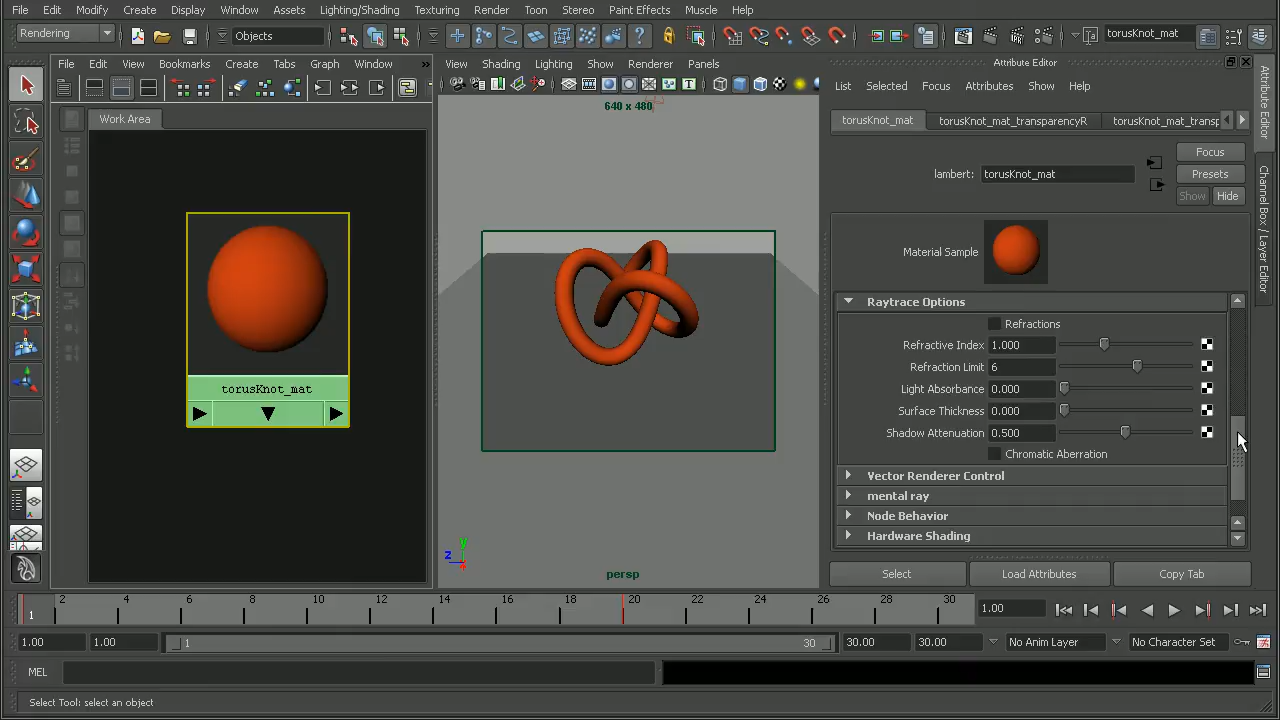 File Edit Modify Create Display Window Assets Lighting/Shading Texturing Render Toon Stereo Paint Effects Muscle Help
Rendering Objects torusKnot_mat
File Edit View Bookmarks Create Tabs Graph Window »
Work Area
torusKnot_mat
View Shading Lighting Show Renderer Panels
640 x 480
persp
y
z
Attribute Editor
List Selected Focus Attributes Show Help
torusKnot_mat torusKnot_mat_transparencyR torusKnot_mat_transp
lambert: torusKnot_mat
Focus
Presets
Show Hide
Material Sample
Raytrace Options
Refractions
Refractive Index 1.000
Refraction Limit 6
Light Absorbance 0.000
Surface Thickness 0.000
Shadow Attenuation 0.500
Chromatic Aberration
Vector Renderer Control
mental ray
Node Behavior
Hardware Shading
Select Load Attributes Copy Tab
Attribute Editor
Channel Box / Layer Editor
1 2 4 6 8 10 12 14 16 18 20 22 24 26 28 30 1.00
1.00 1.00 1 30 30.00 30.00 No Anim Layer No Character Set
MEL
Select Tool: select an object